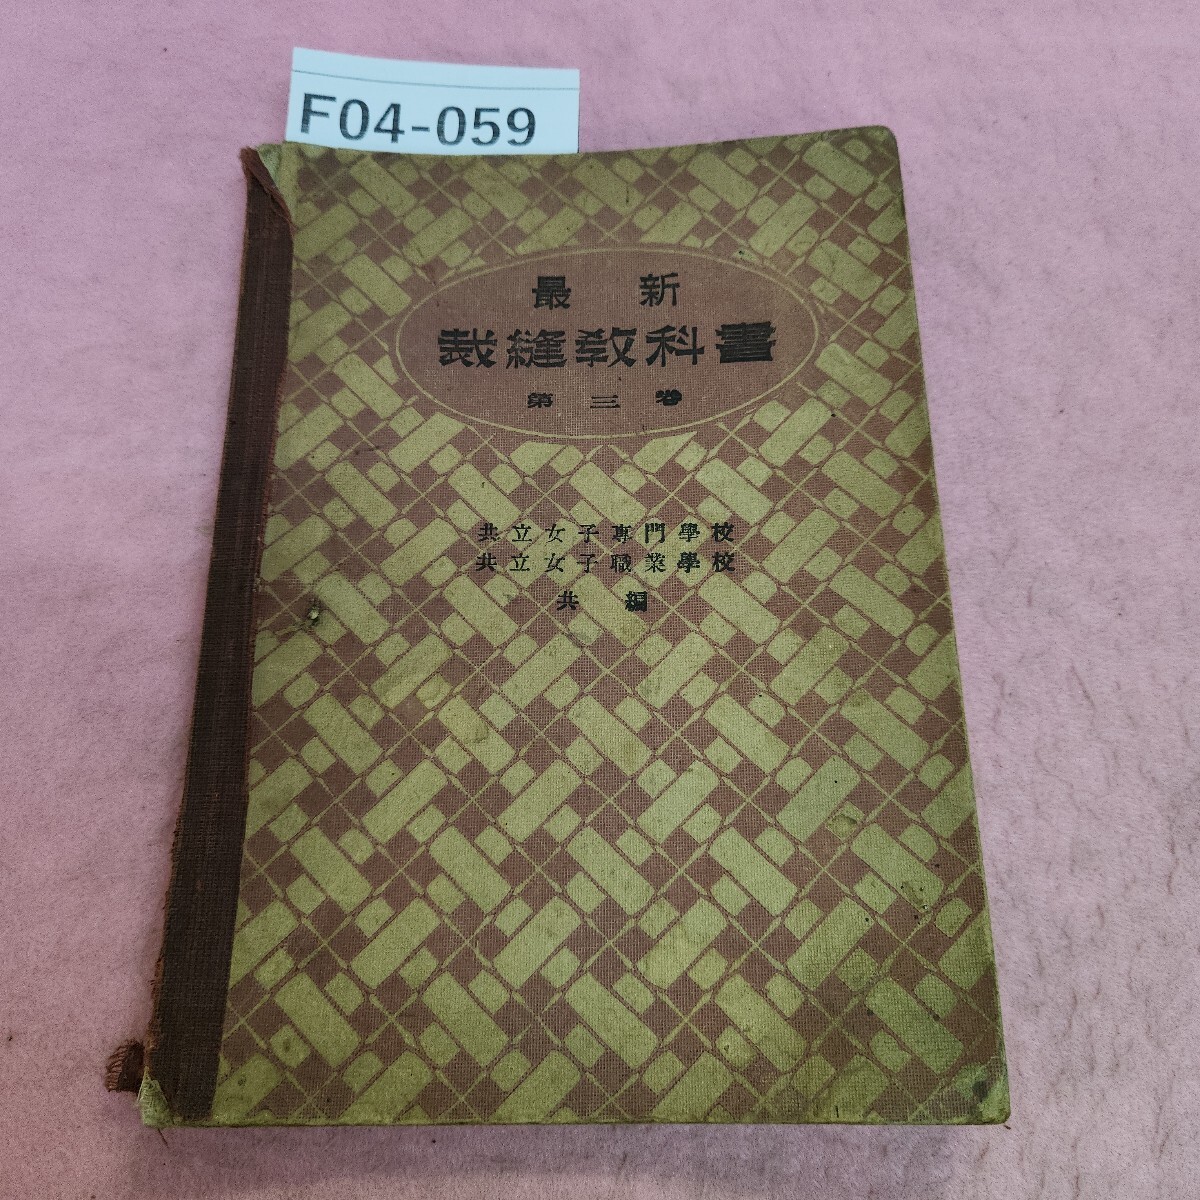 F04-059
最新
裁縫教科書
第三卷
共立女子專門學校
共立女子職業學校
共編